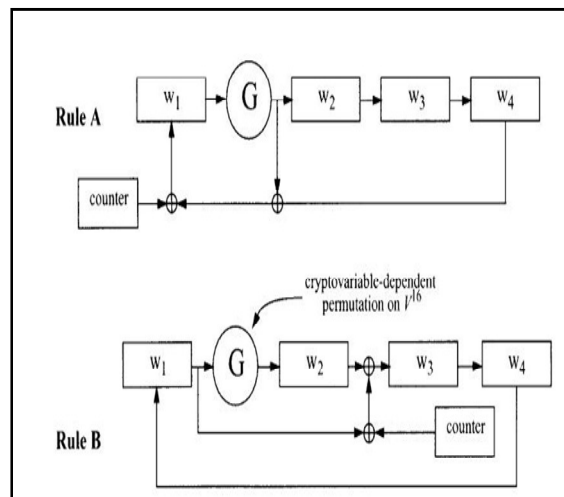 w1 G w2 w3 w4
Rule A
counter
cryptovariable-dependent
permutation on V16
w1 G w2 w3 w4
counter
Rule B